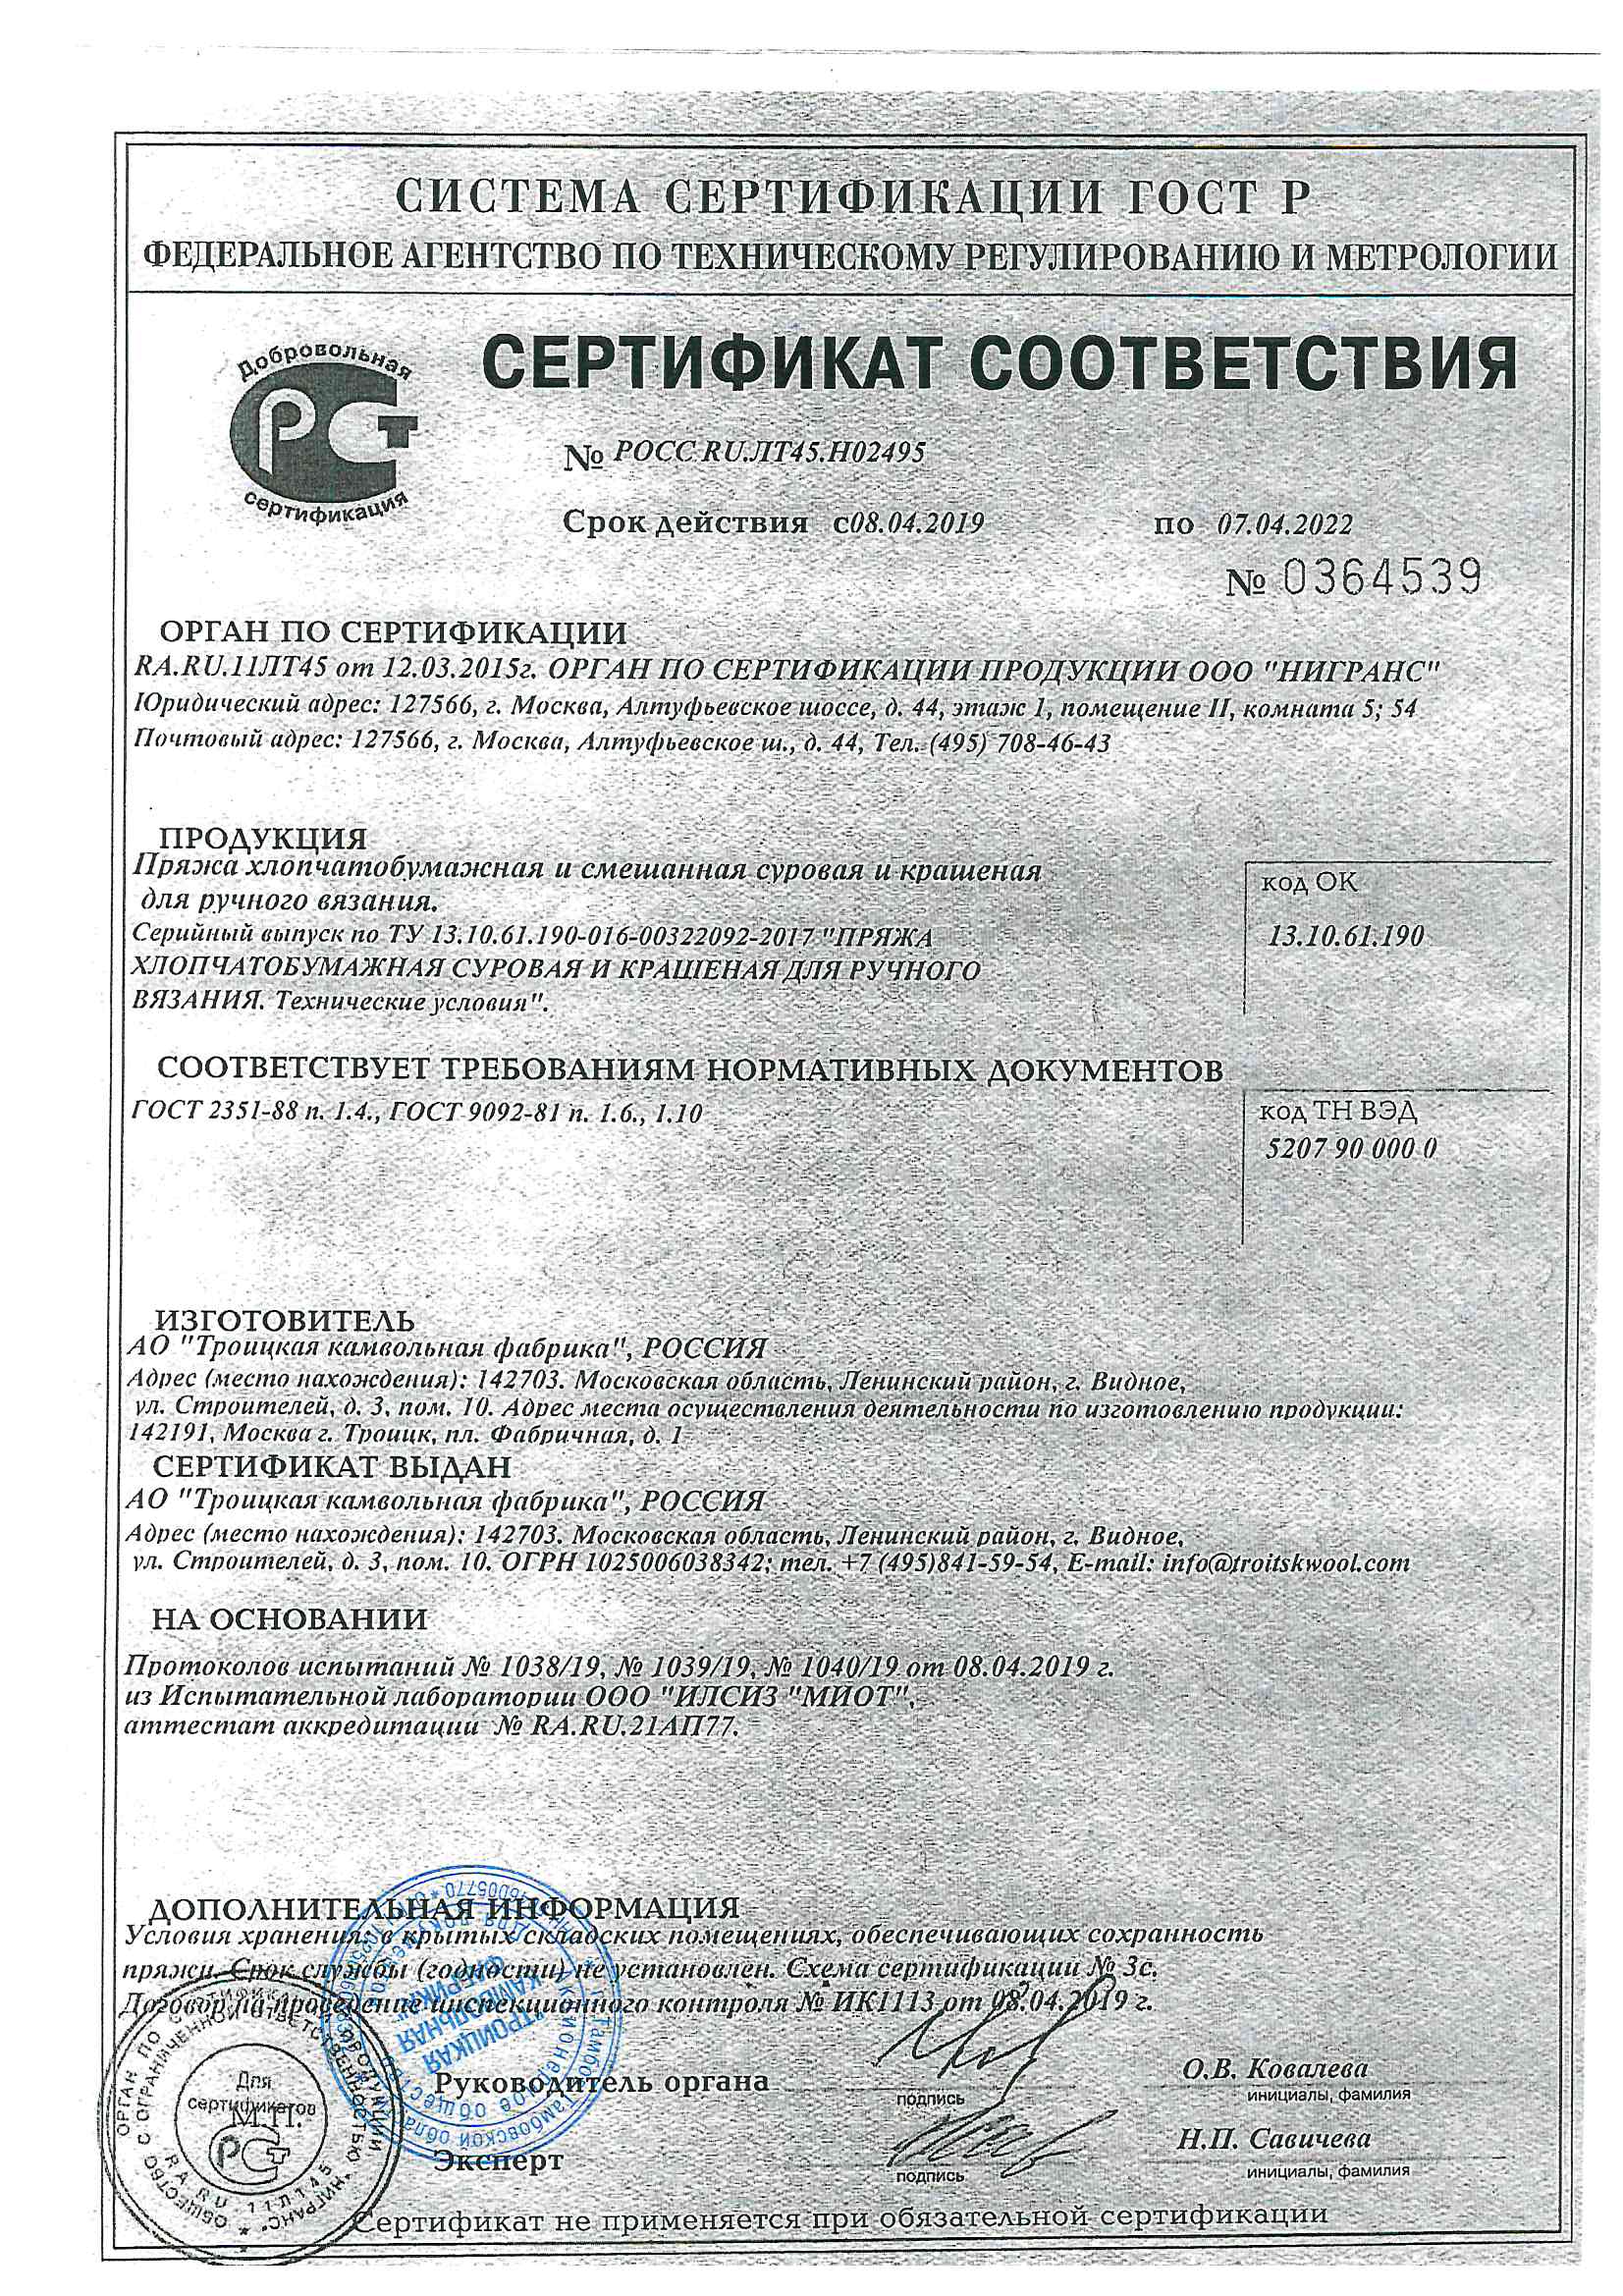 СИСТЕМА СЕРТИФИКАЦИИ ГОСТ Р
ФЕДЕРАЛЬНОЕ АГЕНТСТВО ПО ТЕХНИЧЕСКОМУ РЕГУЛИРОВАНИЮ И МЕТРОЛОГИИ
Добровольная
РСТ
сертификация
СЕРТИФИКАТ СООТВЕТСТВИЯ
№ РОСС RU.ЛТ45.Н02495
Срок действия с08.04.2019 по 07.04.2022
№ 0364539
ОРГАН ПО СЕРТИФИКАЦИИ
RA.RU.11ЛТ45 от 12.03.2015г. ОРГАН ПО СЕРТИФИКАЦИИ ПРОДУКЦИИ ООО "НИГРАНС"
Юридический адрес: 127566, г. Москва, Алтуфьевское шоссе, д. 44, этаж 1, помещение II, комната 5; 54
Почтовый адрес: 127566, г. Москва, Алтуфьевское ш., д. 44, Тел. (495) 708-46-43
ПРОДУКЦИЯ
Пряжа хлопчатобумажная и смешанная суровая и крашеная
для ручного вязания.
Серийный выпуск по ТУ 13.10.61.190-016-00322092-2017 "ПРЯЖА
ХЛОПЧАТОБУМАЖНАЯ СУРОВАЯ И КРАШЕНАЯ ДЛЯ РУЧНОГО
ВЯЗАНИЯ. Технические условия".
код ОК
13.10.61.190
СООТВЕТСТВУЕТ ТРЕБОВАНИЯМ НОРМАТИВНЫХ ДОКУМЕНТОВ
ГОСТ 2351-88 п. 1.4., ГОСТ 9092-81 п. 1.6., 1.10
код ТН ВЭД
5207 90 000 0
ИЗГОТОВИТЕЛЬ
АО "Троицкая камвольная фабрика", РОССИЯ
Адрес (место нахождения): 142703. Московская область, Ленинский район, г. Видное,
ул. Строителей, д. 3, пом. 10. Адрес места осуществления деятельности по изготовлению продукции:
142191, Москва г. Троицк, пл. Фабричная, д. 1
СЕРТИФИКАТ ВЫДАН
АО "Троицкая камвольная фабрика", РОССИЯ
Адрес (место нахождения): 142703. Московская область, Ленинский район, г. Видное,
ул. Строителей, д. 3, пом. 10. ОГРН 1025006038342; тел. +7 (495)841-59-54, E-mail: info@troitskwool.com
НА ОСНОВАНИИ
Протоколов испытаний № 1038/19, № 1039/19, № 1040/19 от 08.04.2019 г.
из Испытательной лаборатории ООО "ИЛСИЗ "МИОТ",
аттестат аккредитации № RA.RU.21АП77.
ДОПОЛНИТЕЛЬНАЯ ИНФОРМАЦИЯ
Условия хранения: в крытых складских помещениях, обеспечивающих сохранность
пряжи. Срок службы (годности) не установлен. Схема сертификации № 3с.
Договор на проведение инспекционного контроля № ИК1113 от 08.04.2019 г.
"ТРОИЦКАЯ
КАМВОЛЬНАЯ
ФАБРИКА"
Акционерное общество
ОРГАН ПО СЕРТИФИКАЦИИ ПРОДУКЦИИ
ОБЩЕСТВО С ОГРАНИЧЕННОЙ ОТВЕТСТВЕННОСТЬЮ "НИГРАНС"
Для
сертификатов
М.П.
РСТ
RA.RU.11ЛТ45
Руководитель органа
подпись
О.В. Ковалева
инициалы, фамилия
Эксперт
подпись
Н.П. Савичева
инициалы, фамилия
Сертификат не применяется при обязательной сертификации